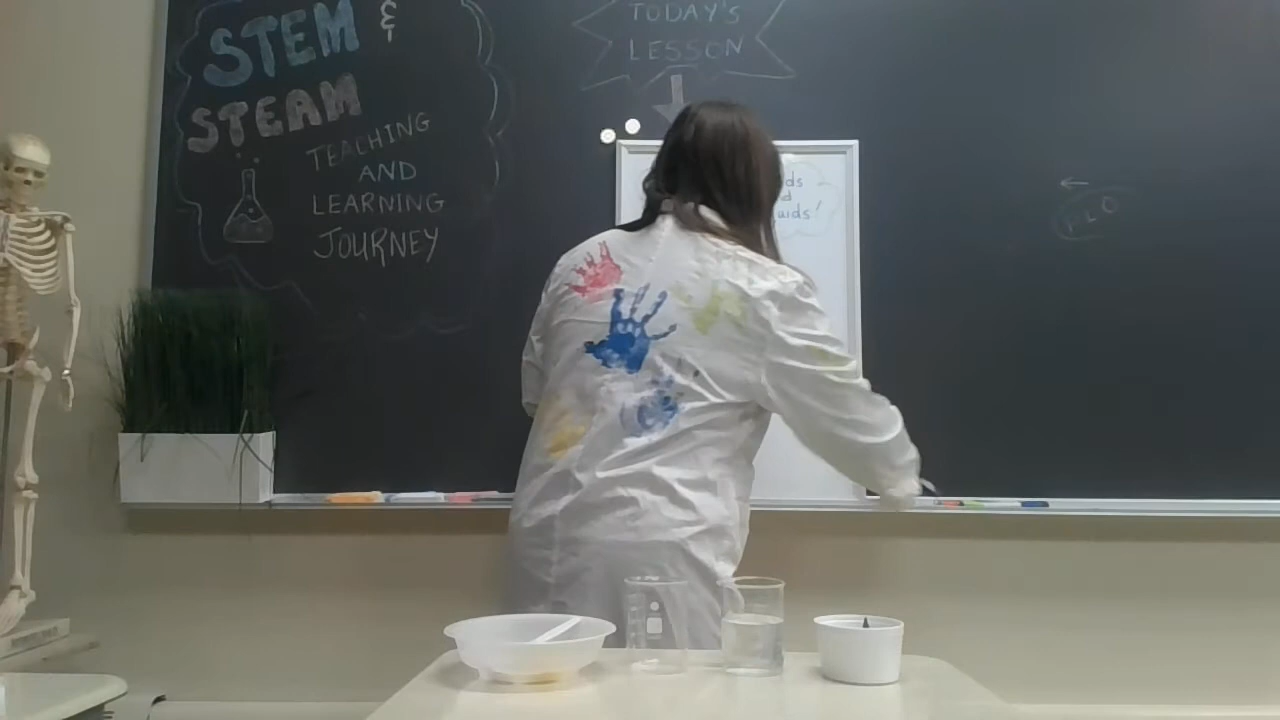 STEM &
STEAM
TEACHING
AND
LEARNING
JOURNEY
TODAY'S
LESSON